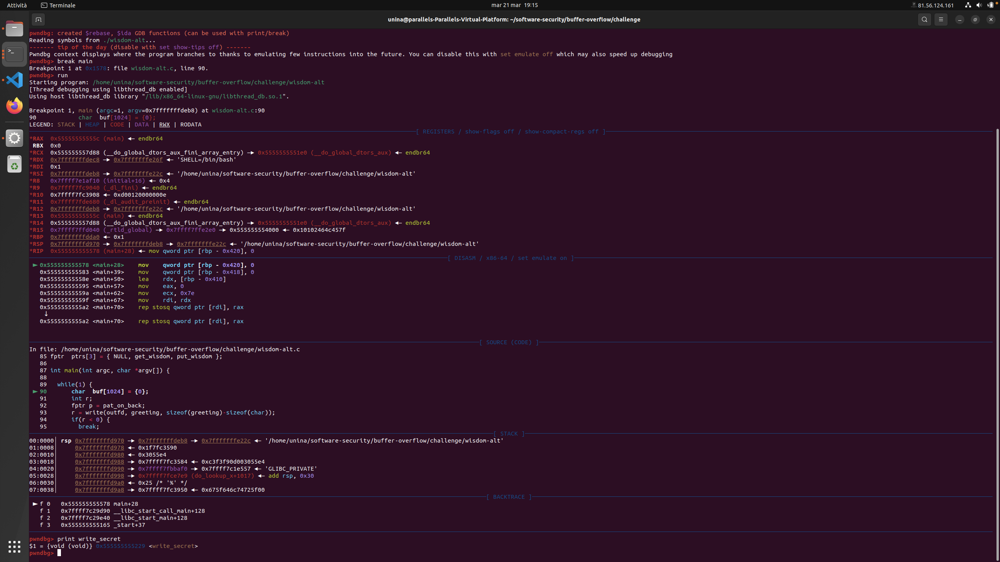 Attività Terminale mar 21 mar 19:15 81.56.124.161
unina@parallels-Parallels-Virtual-Platform: ~/software-security/buffer-overflow/challenge
pwndbg: created $rebase, $ida GDB functions (can be used with print/break)
Reading symbols from ./wisdom-alt...
------- tip of the day (disable with set show-tips off) -------
Pwndbg context displays where the program branches to thanks to emulating few instructions into the future. You can disable this with set emulate off which may also speed up debugging
pwndbg> break main
Breakpoint 1 at 0x1578: file wisdom-alt.c, line 90.
pwndbg> run
Starting program: /home/unina/software-security/buffer-overflow/challenge/wisdom-alt
[Thread debugging using libthread_db enabled]
Using host libthread_db library "/lib/x86_64-linux-gnu/libthread_db.so.1".
Breakpoint 1, main (argc=1, argv=0x7fffffffdeb8) at wisdom-alt.c:90
90 char buf[1024] = {0};
LEGEND: STACK | HEAP | CODE | DATA | RWX | RODATA
[ REGISTERS / show-flags off / show-compact-regs off ]
*RAX 0x55555555555c (main) ◂— endbr64
RBX 0x0
*RCX 0x555555557d88 (__do_global_dtors_aux_fini_array_entry) —▸ 0x5555555551e0 (__do_global_dtors_aux) ◂— endbr64
*RDX 0x7fffffffdec8 —▸ 0x7fffffffe26f ◂— 'SHELL=/bin/bash'
*RDI 0x1
*RSI 0x7fffffffdeb8 —▸ 0x7fffffffe22c ◂— '/home/unina/software-security/buffer-overflow/challenge/wisdom-alt'
*R8 0x7ffff7e1af10 (initial+16) ◂— 0x4
*R9 0x7ffff7fc9040 (_dl_fini) ◂— endbr64
*R10 0x7ffff7fc3908 ◂— 0xd00120000000e
*R11 0x7ffff7fde680 (_dl_audit_preinit) ◂— endbr64
*R12 0x7fffffffdeb8 —▸ 0x7fffffffe22c ◂— '/home/unina/software-security/buffer-overflow/challenge/wisdom-alt'
*R13 0x55555555555c (main) ◂— endbr64
*R14 0x555555557d88 (__do_global_dtors_aux_fini_array_entry) —▸ 0x5555555551e0 (__do_global_dtors_aux) ◂— endbr64
*R15 0x7ffff7ffd040 (_rtld_global) —▸ 0x7ffff7ffe2e0 —▸ 0x555555554000 ◂— 0x10102464c457f
*RBP 0x7fffffffdda0 ◂— 0x1
*RSP 0x7fffffffd970 —▸ 0x7fffffffdeb8 —▸ 0x7fffffffe22c ◂— '/home/unina/software-security/buffer-overflow/challenge/wisdom-alt'
*RIP 0x555555555578 (main+28) ◂— mov qword ptr [rbp - 0x420], 0
[ DISASM / x86-64 / set emulate on ]
► 0x555555555578 <main+28> mov qword ptr [rbp - 0x420], 0
0x555555555583 <main+39> mov qword ptr [rbp - 0x418], 0
0x55555555558e <main+50> lea rdx, [rbp - 0x410]
0x555555555595 <main+57> mov eax, 0
0x55555555559a <main+62> mov ecx, 0x7e
0x55555555559f <main+67> mov rdi, rdx
0x5555555555a2 <main+70> rep stosq qword ptr [rdi], rax
↓
0x5555555555a2 <main+70> rep stosq qword ptr [rdi], rax
[ SOURCE (CODE) ]
In file: /home/unina/software-security/buffer-overflow/challenge/wisdom-alt.c
85 fptr ptrs[3] = { NULL, get_wisdom, put_wisdom };
86
87 int main(int argc, char *argv[]) {
88
89 while(1) {
► 90 char buf[1024] = {0};
91 int r;
92 fptr p = pat_on_back;
93 r = write(outfd, greeting, sizeof(greeting)-sizeof(char));
94 if(r < 0) {
95 break;
[ STACK ]
00:0000│ rsp 0x7fffffffd970 —▸ 0x7fffffffdeb8 —▸ 0x7fffffffe22c ◂— '/home/unina/software-security/buffer-overflow/challenge/wisdom-alt'
01:0008│ 0x7fffffffd978 ◂— 0x1f7fc3590
02:0010│ 0x7fffffffd980 ◂— 0x3055e4
03:0018│ 0x7fffffffd988 —▸ 0x7ffff7fc3584 ◂— 0xc3f3f90d003055e4
04:0020│ 0x7fffffffd990 —▸ 0x7ffff7fbbaf0 —▸ 0x7ffff7c1e557 ◂— 'GLIBC_PRIVATE'
05:0028│ 0x7fffffffd998 —▸ 0x7ffff7fce7e9 (do_lookup_x+1017) ◂— add rsp, 0x30
06:0030│ 0x7fffffffd9a0 ◂— 0x25 /* '%' */
07:0038│ 0x7fffffffd9a8 —▸ 0x7ffff7fc3950 ◂— 0x675f646c74725f00
[ BACKTRACE ]
► f 0 0x555555555578 main+28
f 1 0x7ffff7c29d90 __libc_start_call_main+128
f 2 0x7ffff7c29e40 __libc_start_main+128
f 3 0x555555555165 _start+37
pwndbg> print write_secret
$1 = {void (void)} 0x555555555229 <write_secret>
pwndbg>